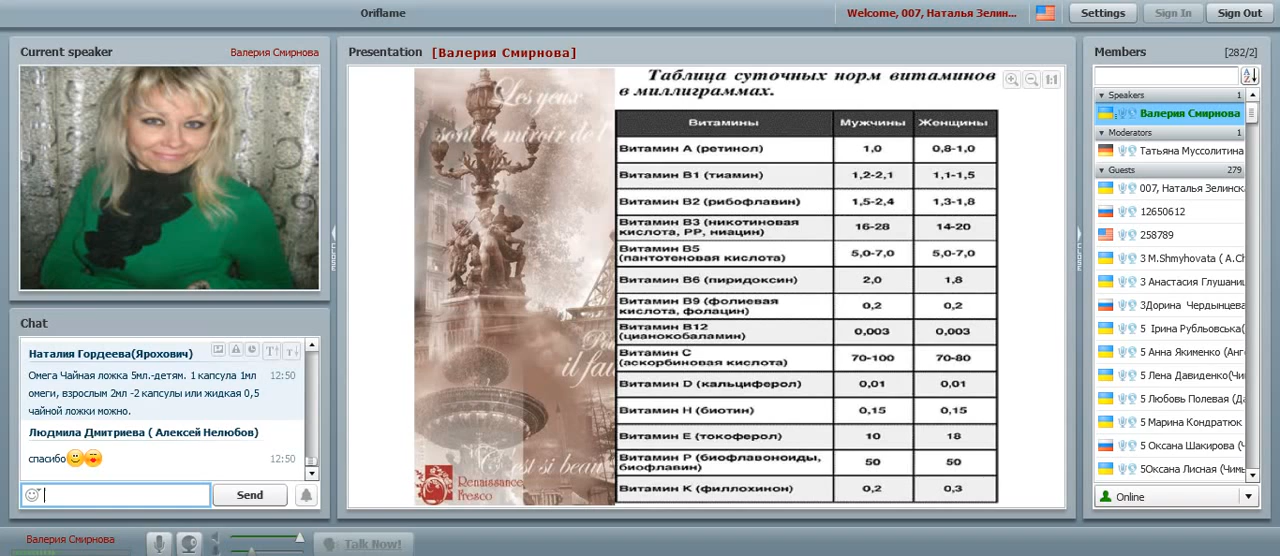 Oriflame
Welcome, 007, Наталья Зелин...
Settings
Sign In
Sign Out
Current speaker
Валерия Смирнова
Chat
Наталия Гордеева(Ярохович)
Омега Чайная ложка 5мл.-детям. 1 капсула 1мл
12:50
омеги, взрослым 2мл -2 капсулы или жидкая 0,5
чайной ложки можно.
Людмила Дмитриева ( Алексей Нелюбов)
спасибо
12:50
Send
Presentation [Валерия Смирнова]
1:1
Les yeux
sont le miroir de l'
il fau
C'est si beau
Renaissance
Fresco
Таблица суточных норм витаминов
в миллиграммах.
Витамины Мужчины Женщины
Витамин А (ретинол) 1,0 0,8-1,0
Витамин В1 (тиамин) 1,2-2,1 1,1-1,5
Витамин В2 (рибофлавин) 1,5-2,4 1,3-1,8
Витамин В3 (никотиновая
кислота, РР, ниацин) 16-28 14-20
Витамин В5
(пантотеновая кислота) 5,0-7,0 5,0-7,0
Витамин В6 (пиридоксин) 2,0 1,8
Витамин В9 (фолиевая
кислота, фолацин) 0,2 0,2
Витамин В12
(цианокобаламин) 0,003 0,003
Витамин С
(аскорбиновая кислота) 70-100 70-80
Витамин D (кальциферол) 0,01 0,01
Витамин Н (биотин) 0,15 0,15
Витамин Е (токоферол) 10 18
Витамин Р (биофлавоноиды,
биофлавин) 50 50
Витамин К (филлохинон) 0,2 0,3
Members
[282/2]
Speakers 1
Валерия Смирнова
Moderators 1
Татьяна Муссолитина
Guests 279
007, Наталья Зелинска
12650612
258789
3 M.Shmyhovata ( A.Ch
3 Анастасия Глушаниц
3Дорина Чердынцева
5 Ірина Рубльовська(
5 Анна Якименко (Анг
5 Лена Давиденко(Чи
5 Любовь Полевая (Да
5 Марина Кондратюк
5 Оксана Шакирова (Ч
5Оксана Лисная (Чимь
Online
Валерия Смирнова
Talk Now!